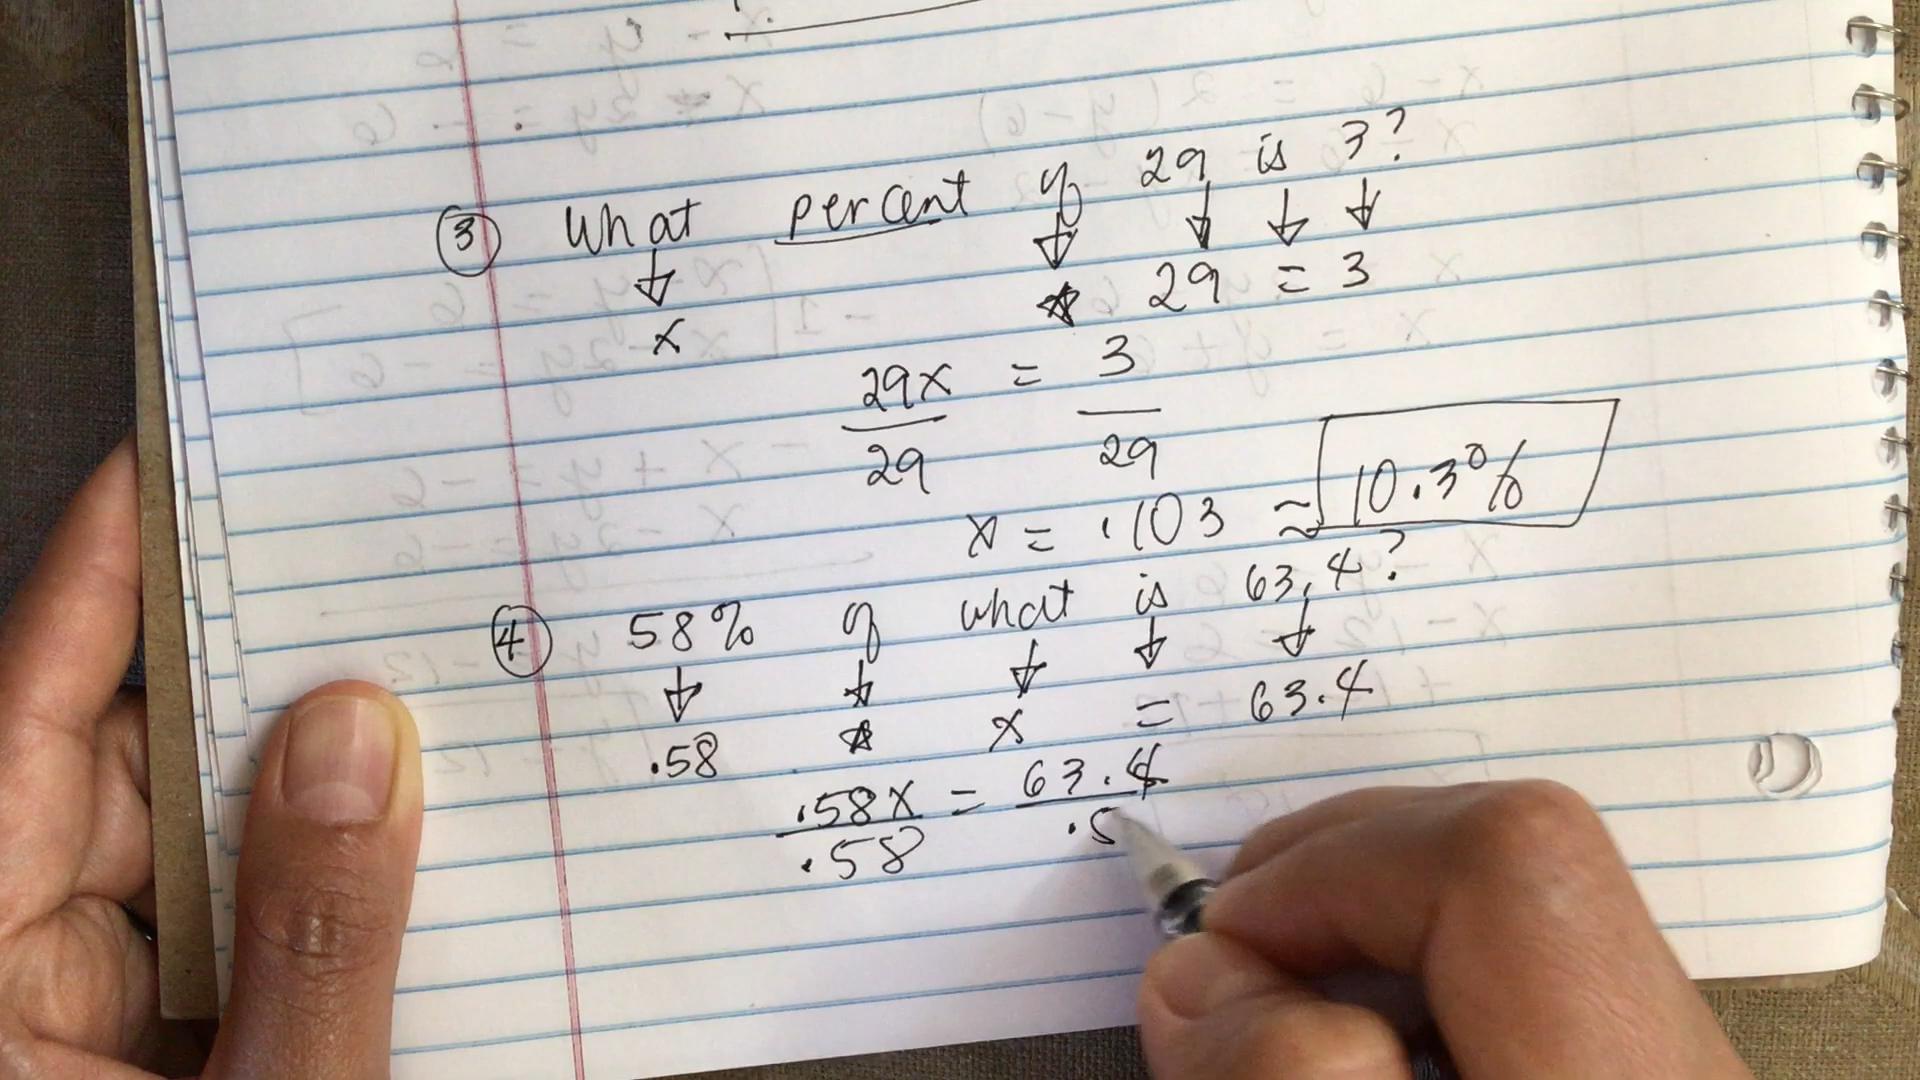 ③ What percent of 29 is 3?
↓ ↓ ↓ ↓ ↓
x * 29 = 3
29x = 3
29 29
x = .103 ≈ 10.3%
④ 58% of what is 63.4?
↓ ↓ ↓ ↓ ↓
.58 * x = 63.4
.58x = 63.4
.58 .5